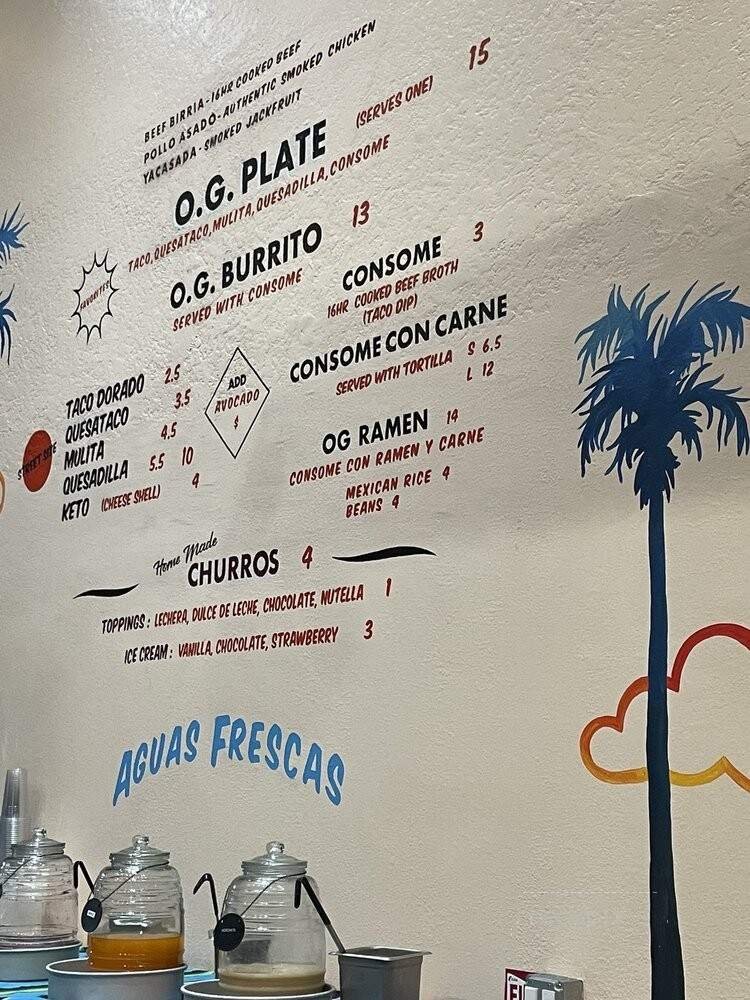 BEEF BIRRIA-16HR COOKED BEEF
POLLO ASADO-AUTHENTIC SMOKED CHICKEN
YACASADA-SMOKED JACKFRUIT
O.G. PLATE (SERVES ONE) 15
TACO, QUESATACO, MULITA, QUESADILLA, CONSOME
FAVORITES
O.G. BURRITO 13
SERVED WITH CONSOME
CONSOME 3
16HR COOKED BEEF BROTH
(TACO DIP)
CONSOME CON CARNE
SERVED WITH TORTILLA S 6.5
L 12
STREET SIDE
TACO DORADO 2.5
QUESATACO 3.5
MULITA 4.5
QUESADILLA 5.5 10
KETO (CHEESE SHELL) 4
ADD
AVOCADO
$
OG RAMEN 14
CONSOME CON RAMEN Y CARNE
MEXICAN RICE 4
BEANS 4
Home Made
CHURROS 4
TOPPINGS: LECHERA, DULCE DE LECHE, CHOCOLATE, NUTELLA 1
ICE CREAM: VANILLA, CHOCOLATE, STRAWBERRY 3
AGUAS FRESCAS